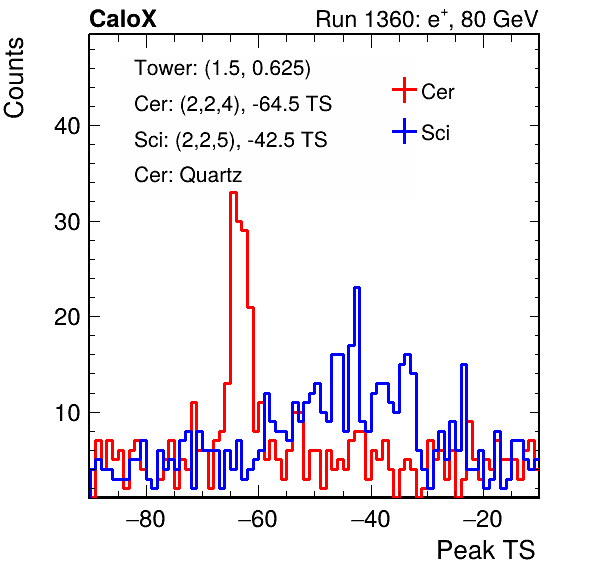 CaloX Run 1360: e⁺, 80 GeV
Counts
Tower: (1.5, 0.625)
Cer: (2,2,4), -64.5 TS
Sci: (2,2,5), -42.5 TS
Cer: Quartz
Cer
Sci
40
30
20
10
−80 −60 −40 −20
Peak TS